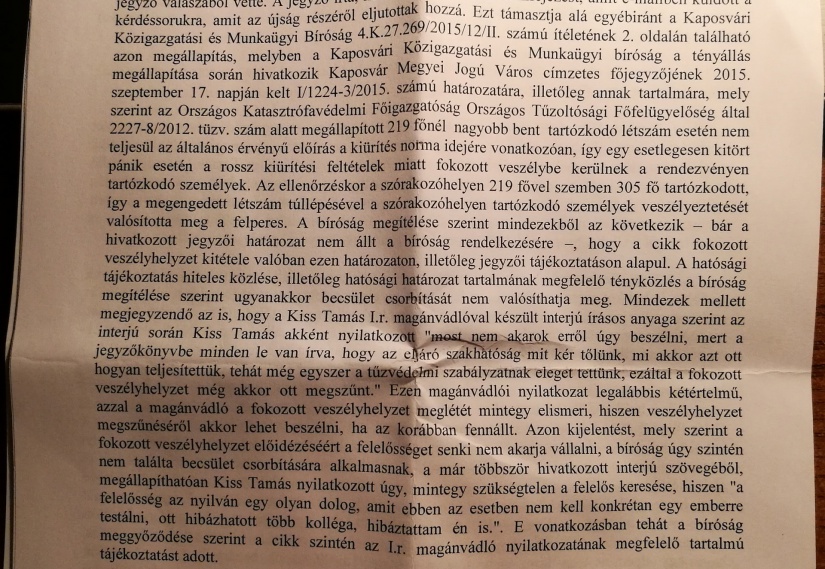 jegyző válaszából vette. A jegyző
kérdéssorukra, amit az újság részéről eljutottak hozzá. Ezt támasztja alá egyébiránt a Kaposvári
Közigazgatási és Munkaügyi Bíróság 4.K.27.269/2015/12/II. számú ítéletének 2. oldalán található
azon megállapítás, melyben a Kaposvári Közigazgatási és Munkaügyi bíróság a tényállás
megállapítása során hivatkozik Kaposvár Megyei Jogú Város címzetes főjegyzőjének 2015.
szeptember 17. napján kelt I/1224-3/2015. számú határozatára, illetőleg annak tartalmára, mely
szerint az Országos Katasztrófavédelmi Főigazgatóság Országos Tűzoltósági Főfelügyelőség által
2227-8/2012. tüzv. szám alatt megállapított 219 főnél nagyobb bent tartózkodó létszám esetén nem
teljesül az általános érvényű előírás a kiürítés norma idejére vonatkozóan, így egy esetlegesen kitört
pánik esetén a rossz kiürítési feltételek miatt fokozott veszélybe kerülnek a rendezvényen
tartózkodó személyek. Az ellenőrzéskor a szórakozóhelyen 219 fővel szemben 305 fő tartózkodott,
így a megengedett létszám túllépésével a szórakozóhelyen tartózkodó személyek veszélyeztetését
valósította meg a felperes. A bíróság megítélése szerint mindezekből az következik – bár a
hivatkozott jegyzői határozat nem állt a bíróság rendelkezésére –, hogy a cikk fokozott
veszélyhelyzet kitétele valóban ezen határozaton, illetőleg jegyzői tájékoztatáson alapul. A hatósági
tájékoztatás hiteles közlése, illetőleg hatósági határozat tartalmának megfelelő tényközlés a bíróság
megítélése szerint ugyanakkor becsület csorbítását nem valósíthatja meg. Mindezek mellett
megjegyzendő az is, hogy a Kiss Tamás I.r. magánvádlóval készült interjú írásos anyaga szerint az
interjú során Kiss Tamás akként nyilatkozott "most nem akarok erről úgy beszélni, mert a
jegyzőkönyvbe minden le van írva, hogy az eljáró szakhatóság mit kér tőlünk, mi akkor azt ott
hogyan teljesítettük, tehát még egyszer a tűzvédelmi szabályzatnak eleget tettünk, ezáltal a fokozott
veszélyhelyzet még akkor ott megszűnt." Ezen magánvádlói nyilatkozat legalábbis kétértelmű,
azzal a magánvádló a fokozott veszélyhelyzet meglétét mintegy elismeri, hiszen veszélyhelyzet
megszűnéséről akkor lehet beszélni, ha az korábban fennállt. Azon kijelentést, mely szerint a
fokozott veszélyhelyzet előidézéséért a felelősséget senki nem akarja vállalni, a bíróság úgy szintén
nem találta becsület csorbítására alkalmasnak, a már többször hivatkozott interjú szövegéből,
megállapíthatóan Kiss Tamás nyilatkozott úgy, mintegy szükségtelen a felelős keresése, hiszen "a
felelősség az nyilván egy olyan dolog, amit ebben az esetben nem kell konkrétan egy emberre
testálni, ott hibázhatott több kolléga, hibáztattam én is.". E vonatkozásban tehát a bíróság
meggyőződése szerint a cikk szintén az I.r. magánvádló nyilatkozatának megfelelő tartalmú
tájékoztatást adott.